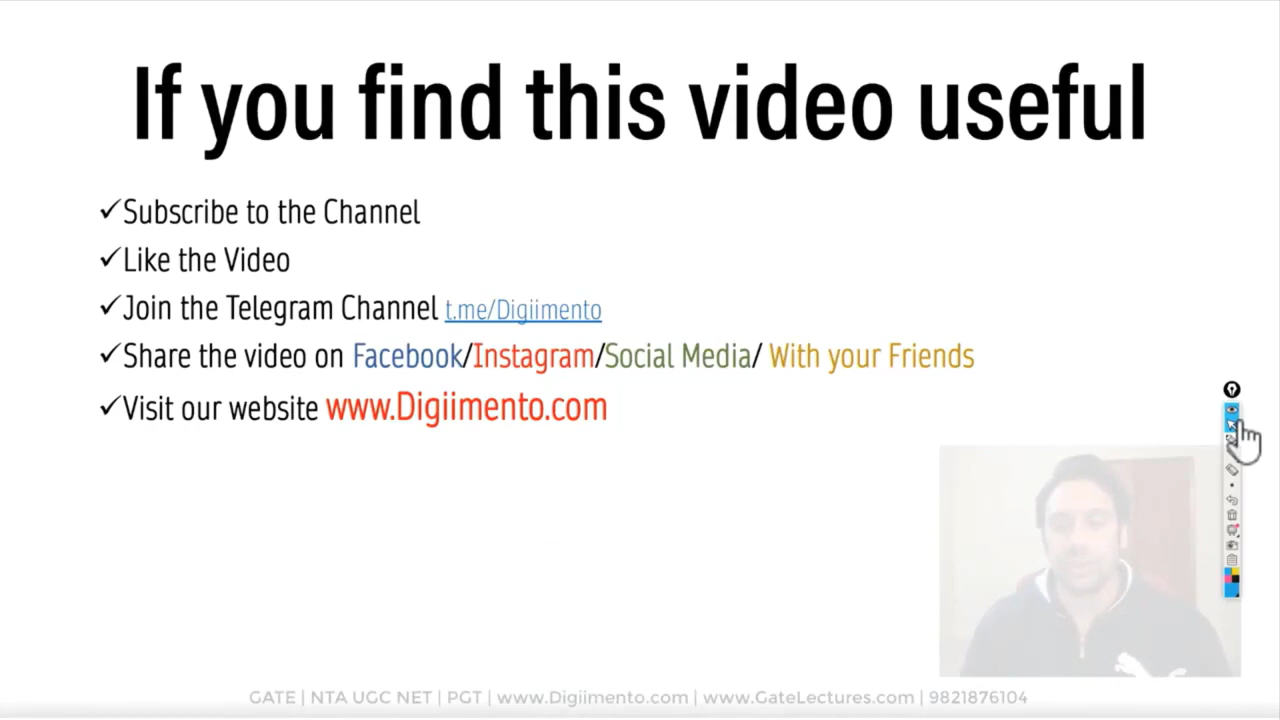 If you find this video useful
✓Subscribe to the Channel
✓Like the Video
✓Join the Telegram Channel t.me/Digiimento
✓Share the video on Facebook/Instagram/Social Media/ With your Friends
✓Visit our website www.Digiimento.com
GATE | NTA UGC NET | PGT | www.Digiimento.com | www.GateLectures.com | 9821876104